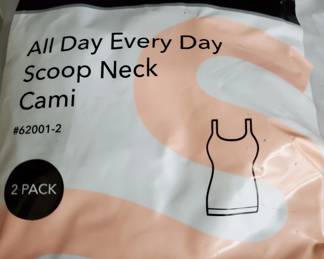 All Day Every Day
Scoop Neck
Cami
#62001-2
2 PACK